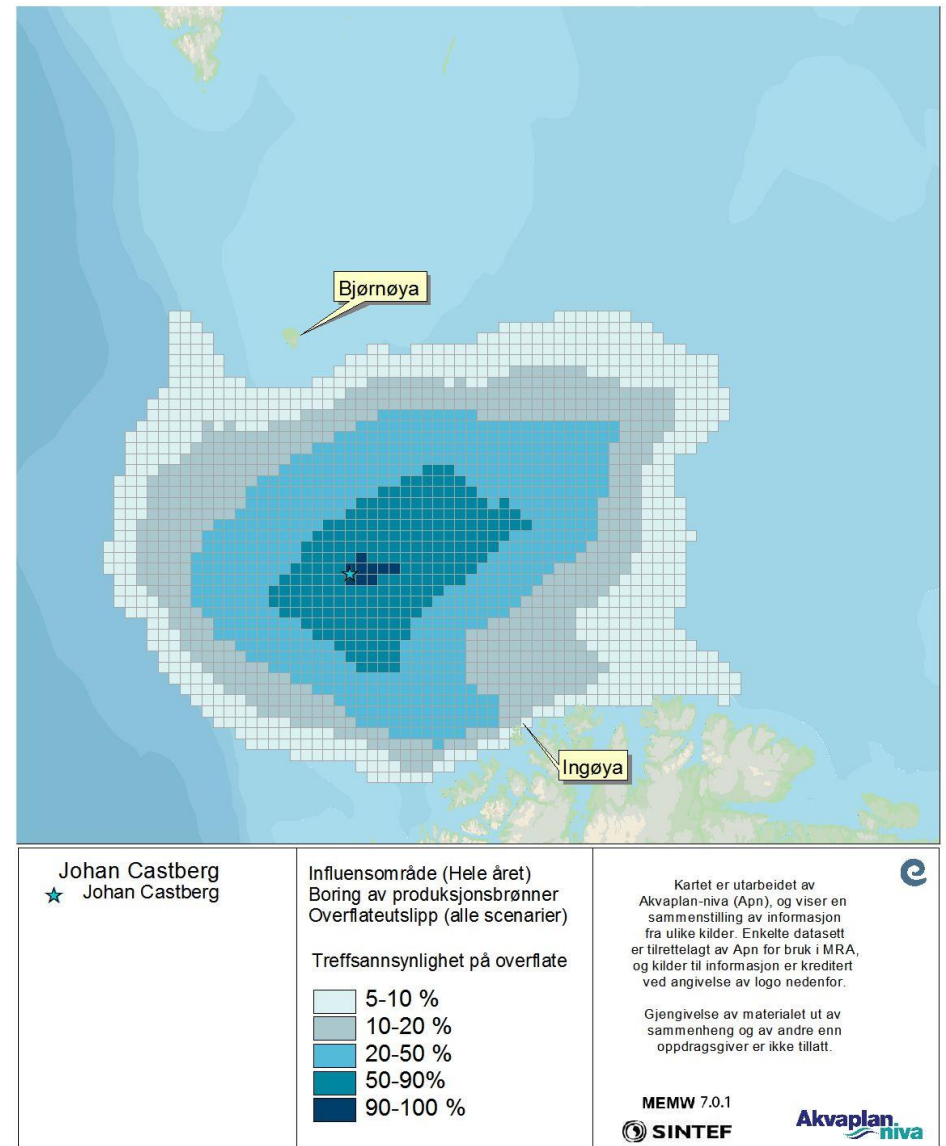 Bjørnøya
Ingøya
Johan Castberg
Johan Castberg
Influensområde (Hele året)
Boring av produksjonsbrønner
Overflateutslipp (alle scenarier)
Treffsannsynlighet på overflate
5-10 %
10-20 %
20-50 %
50-90%
90-100 %
Kartet er utarbeidet av
Akvaplan-niva (Apn), og viser en
sammenstilling av informasjon
fra ulike kilder. Enkelte datasett
er tilrettelagt av Apn for bruk i MRA,
og kilder til informasjon er kreditert
ved angivelse av logo nedenfor.
Gjengivelse av materialet ut av
sammenheng og av andre enn
oppdragsgiver er ikke tillatt.
MEMW 7.0.1
SINTEF
Akvaplan
niva